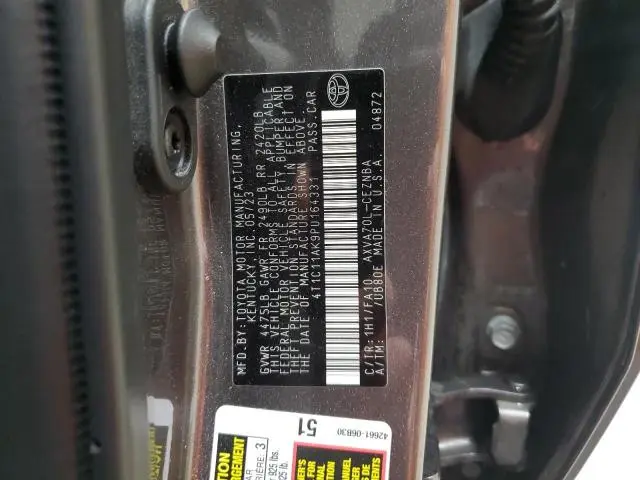 MFD.BY: TOYOTA MOTOR MANUFACTURING,
KENTUCKY, INC. 05/23
GVWR 4475LB GAWR FR 2490LB RR 2420LB
THIS VEHICLE CONFORMS TO ALL APPLICABLE
FEDERAL MOTOR VEHICLE SAFETY, BUMPER, AND
THEFT PREVENTION STANDARDS IN EFFECT ON
THE DATE OF MANUFACTURE SHOWN ABOVE.
4T1C11AK9PU164331 PASS.CAR
C/TR: 1H1/FA10 AXVA70L-CEZNBA
A/TM: /UB80E MADE IN U.S.A. 04872
51
42661-06B30